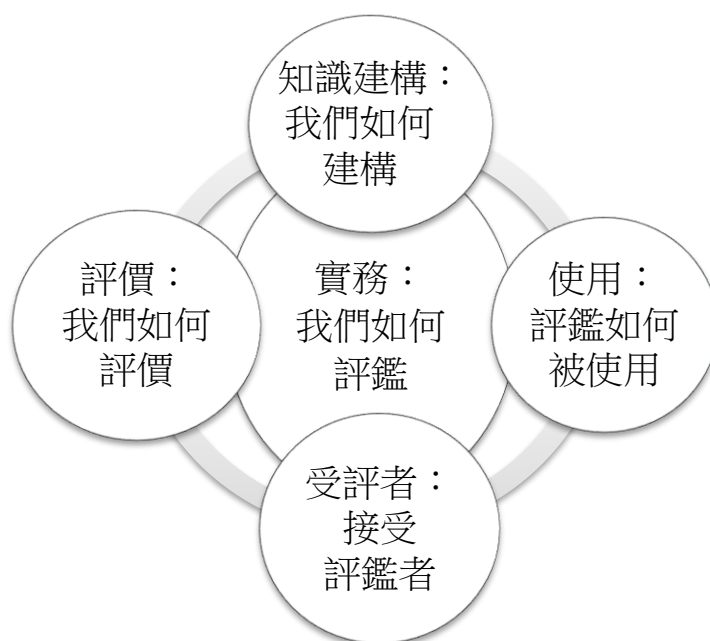 知識建構：
我們如何
建構
評價：
我們如何
評價
實務：
我們如何
評鑑
使用：
評鑑如何
被使用
受評者：
接受
評鑑者